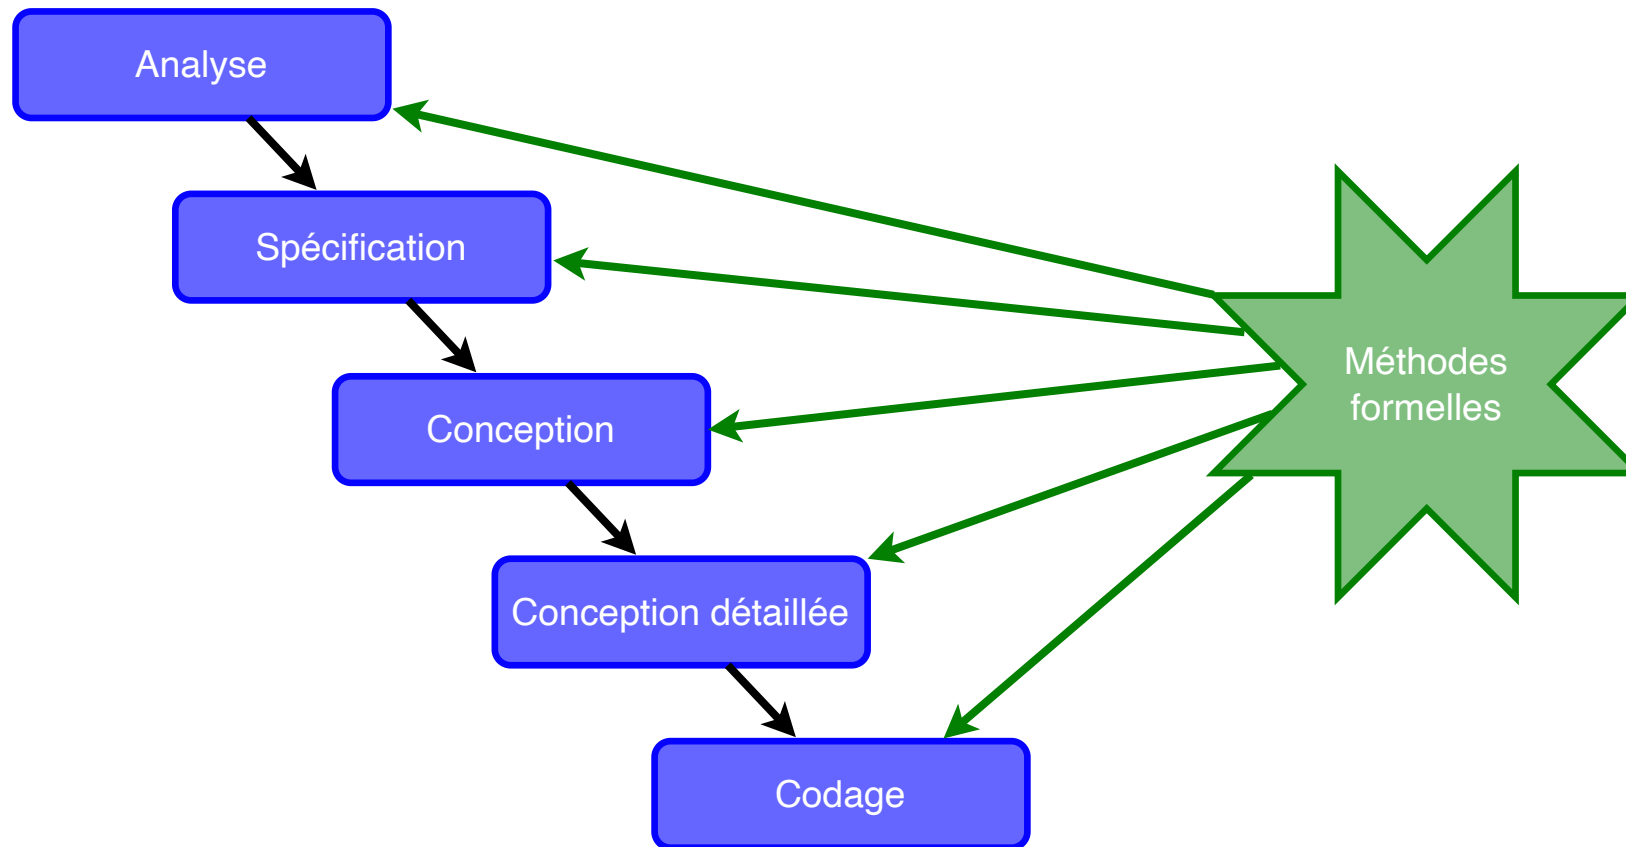 Analyse
Spécification
Méthodes
formelles
Conception
Conception détaillée
Codage